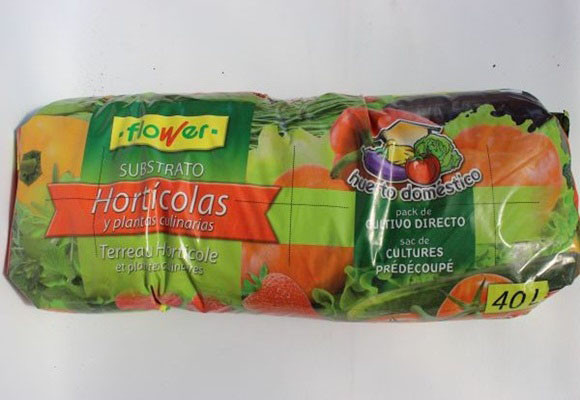 flower
SUBSTRATO
Hortícolas
y plantas culinarias
Terreau Horticole
et plantes culinaires
huerto doméstico
pack de
CULTIVO DIRECTO
sac de
CULTURES
PRÉDÉCOUPÉ
40 l